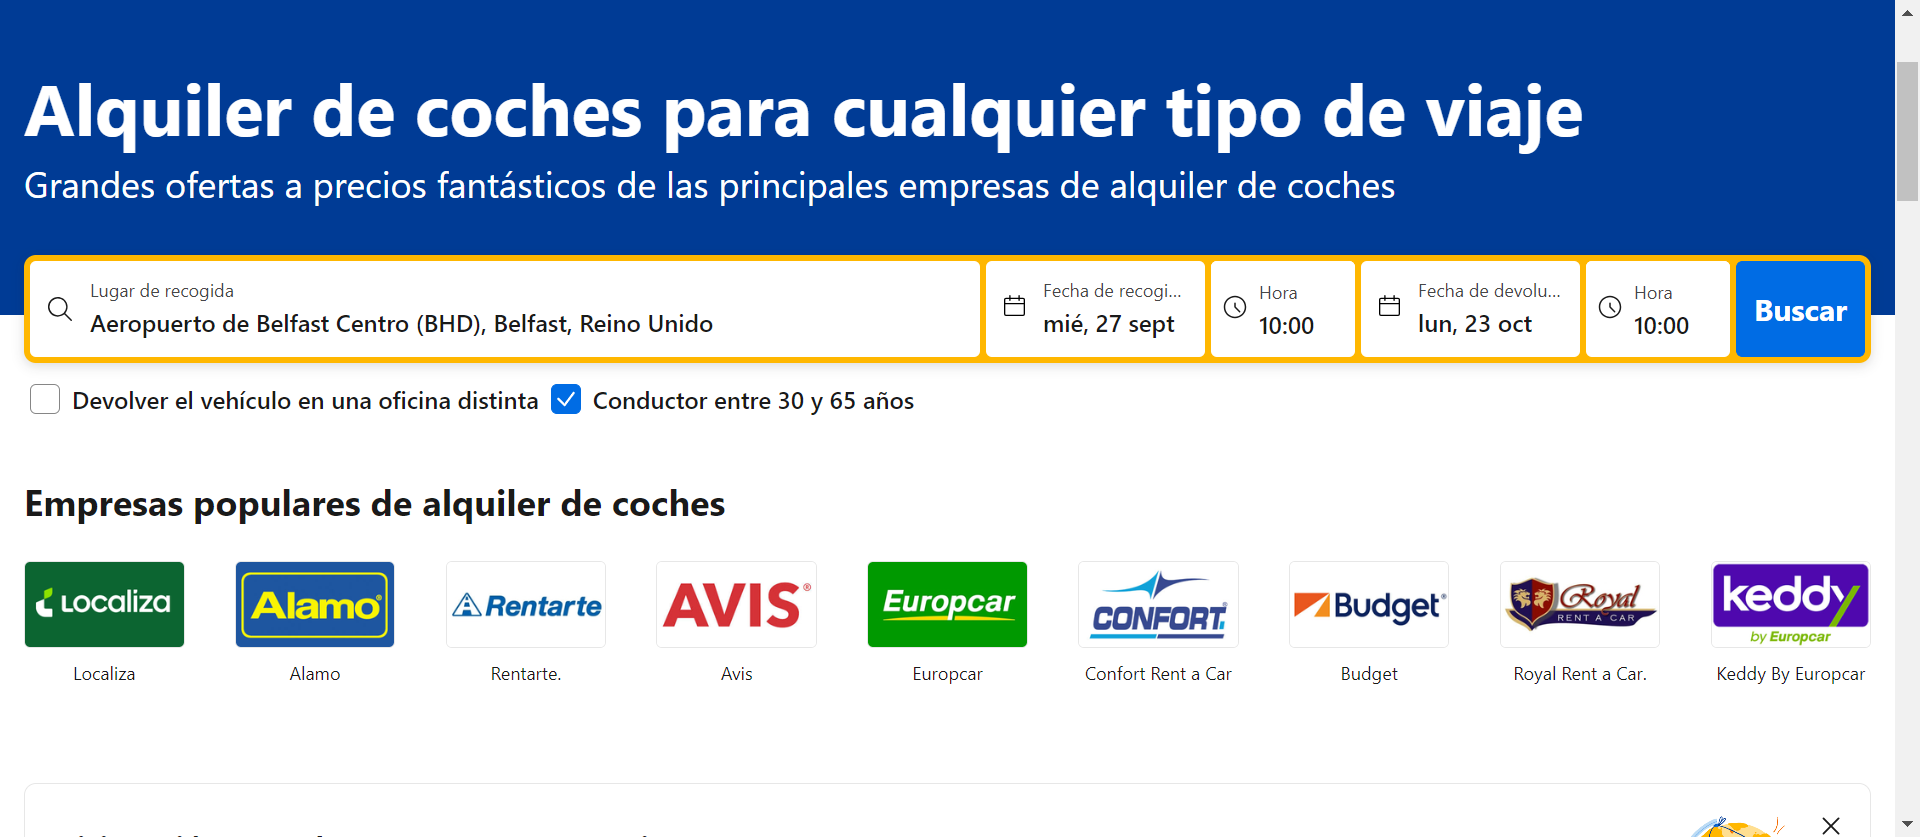 Alquiler de coches para cualquier tipo de viaje
Grandes ofertas a precios fantásticos de las principales empresas de alquiler de coches
Lugar de recogida
Aeropuerto de Belfast Centro (BHD), Belfast, Reino Unido
Fecha de recogi...
mié, 27 sept
Hora
10:00
Fecha de devolu...
lun, 23 oct
Hora
10:00
Buscar
Devolver el vehículo en una oficina distinta
Conductor entre 30 y 65 años
Empresas populares de alquiler de coches
Localiza
Alamo
Rentarte
AVIS
Europcar
CONFORT
Budget
Royal
RENT A CAR
keddy
by Europcar
Localiza
Alamo
Rentarte.
Avis
Europcar
Confort Rent a Car
Budget
Royal Rent a Car.
Keddy By Europcar